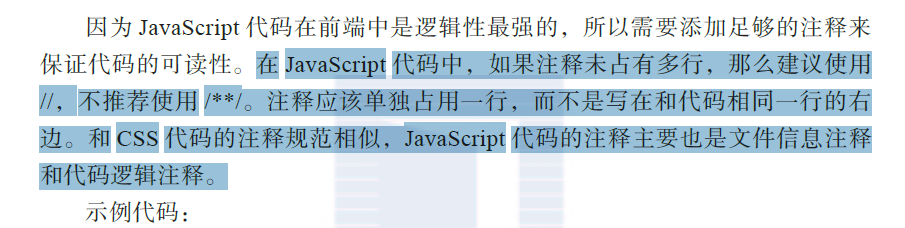 因为 JavaScript 代码在前端中是逻辑性最强的，所以需要添加足够的注释来
保证代码的可读性。在 JavaScript 代码中，如果注释未占有多行，那么建议使用
//，不推荐使用 /**/。注释应该单独占用一行，而不是写在和代码相同一行的右
边。和 CSS 代码的注释规范相似，JavaScript 代码的注释主要也是文件信息注释
和代码逻辑注释。
示例代码：